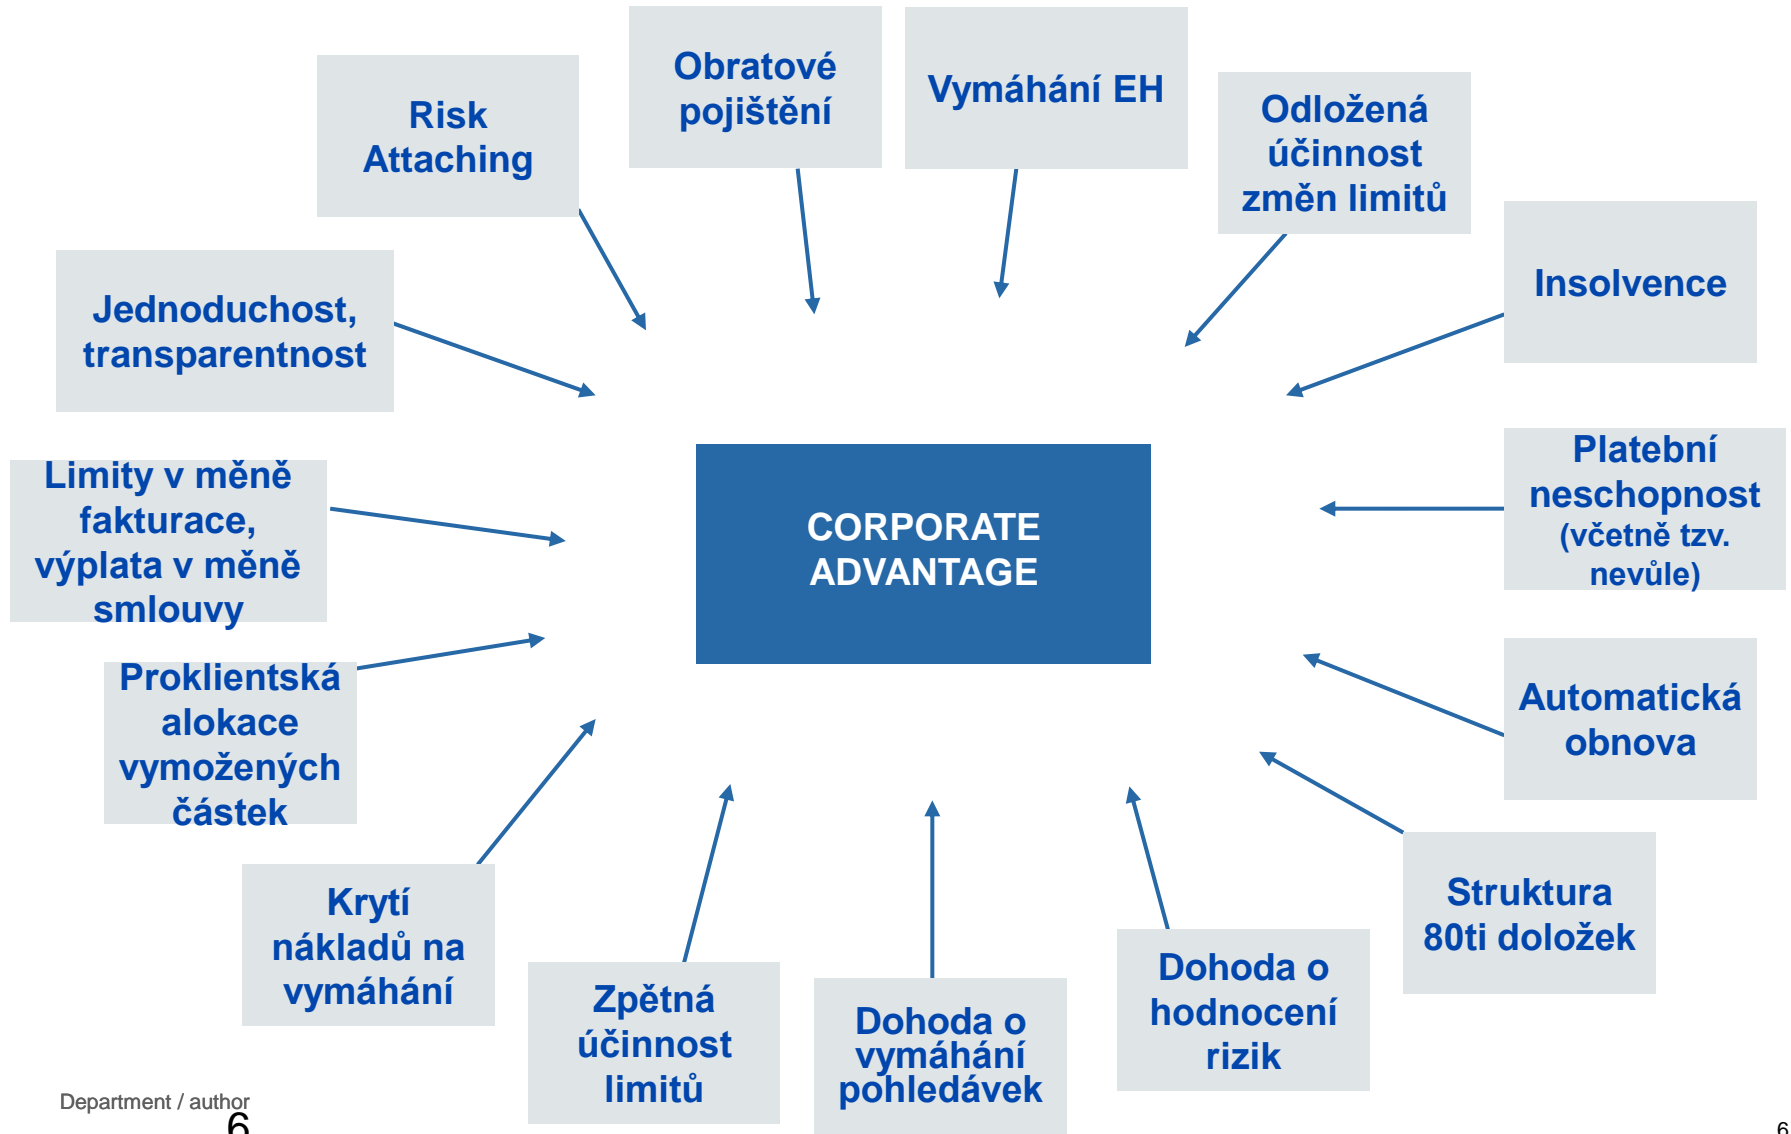 Obratové
pojištění
Vymáhání EH
Risk
Attaching
Odložená
účinnost
změn limitů
Insolvence
Jednoduchost,
transparentnost
Platební
neschopnost
(včetně tzv.
nevůle)
Limity v měně
fakturace,
výplata v měně
smlouvy
CORPORATE
ADVANTAGE
Proklientská
alokace
vymožených
částek
Automatická
obnova
Krytí
nákladů na
vymáhání
Struktura
80ti doložek
Zpětná
účinnost
limitů
Dohoda o
vymáhání
pohledávek
Dohoda o
hodnocení
rizik
Department / author
6
6